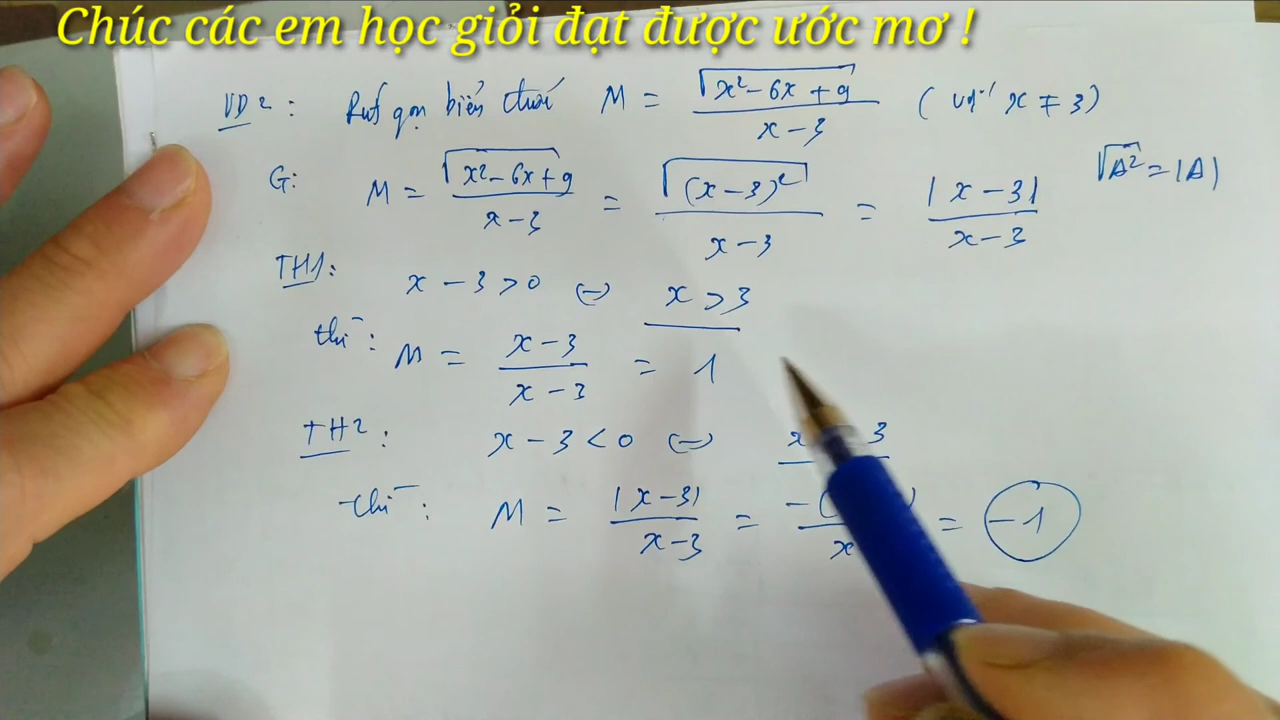 Chúc các em học giỏi đạt được ước mơ !
VD2 : Rút gọn biểu thức M = √(x² - 6x + 9) / (x - 3) ( với x ≠ 3)
G: M = √(x² - 6x + 9) / (x - 3) = √((x - 3)²) / (x - 3) = |x - 3| / (x - 3) √A² = |A|
TH1: x - 3 > 0 ⇔ x > 3
thì : M = (x - 3) / (x - 3) = 1
TH2 : x - 3 < 0 ⇔ x 3
thì : M = |x - 3| / (x - 3) = -( ) / x = -1